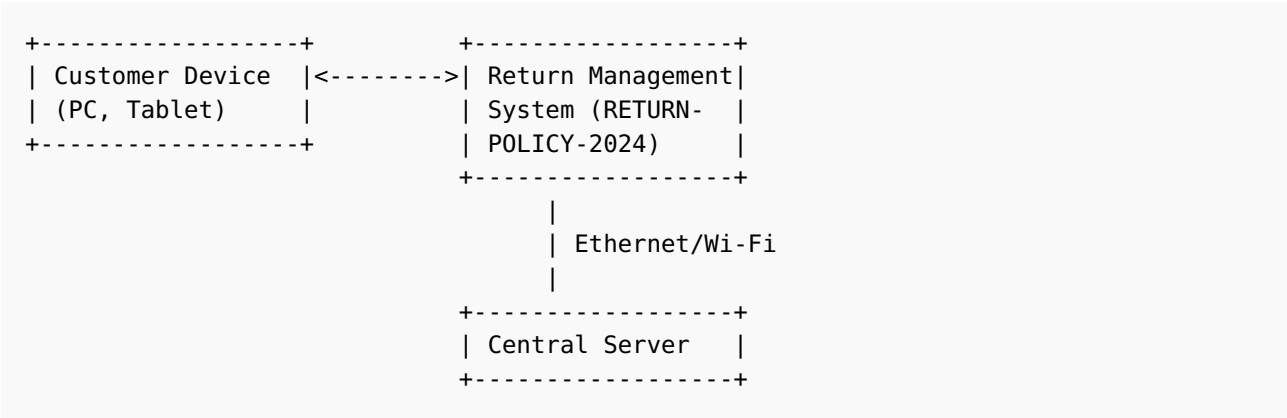 Customer Device
(PC, Tablet)
Return Management
System (RETURN-
POLICY-2024)
Ethernet/Wi-Fi
Central Server